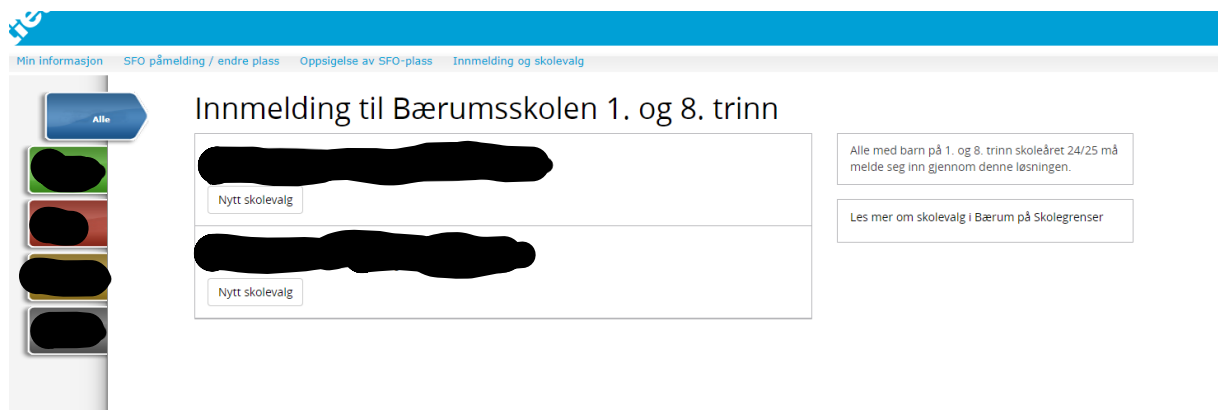 Min informasjon SFO påmelding / endre plass Oppsigelse av SFO-plass Innmelding og skolevalg
Alle
Innmelding til Bærumsskolen 1. og 8. trinn
Nytt skolevalg
Nytt skolevalg
Alle med barn på 1. og 8. trinn skoleåret 24/25 må
melde seg inn gjennom denne løsningen.
Les mer om skolevalg i Bærum på Skolegrenser